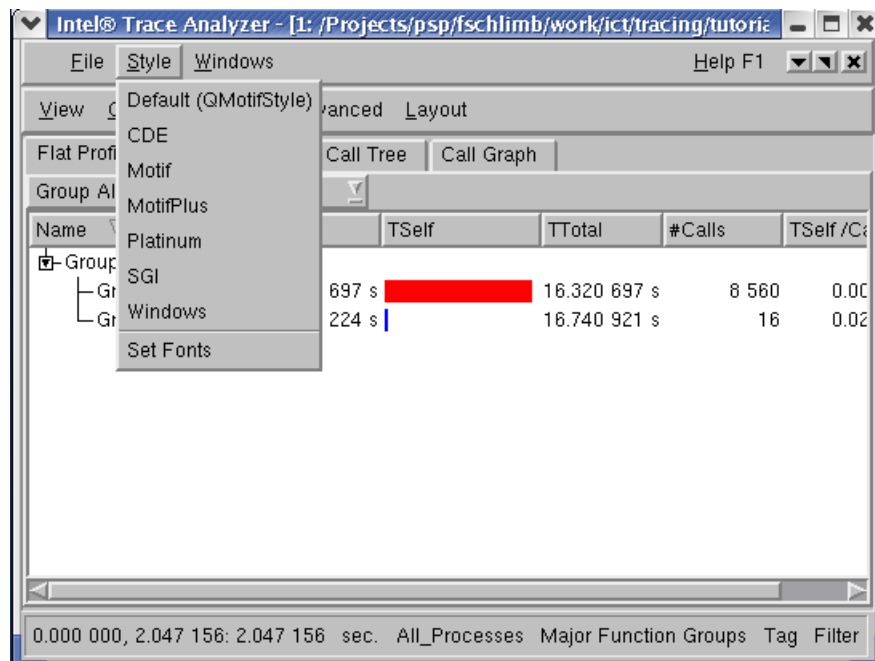 Intel® Trace Analyzer - [1: /Projects/psp/fschlimb/work/ict/tracing/tutoria
File Style Windows Help F1
View Layout
Default (QMotifStyle)
CDE
Motif
MotifPlus
Platinum
SGI
Windows
Set Fonts
Flat Profi Call Tree Call Graph
Group Al
Name TSelf TTotal #Calls TSelf /Ca
Group
Gr 697 s 16.320 697 s 8 560 0.00
Gr 224 s 16.740 921 s 16 0.02
0.000 000, 2.047 156: 2.047 156 sec. All_Processes Major Function Groups Tag Filter